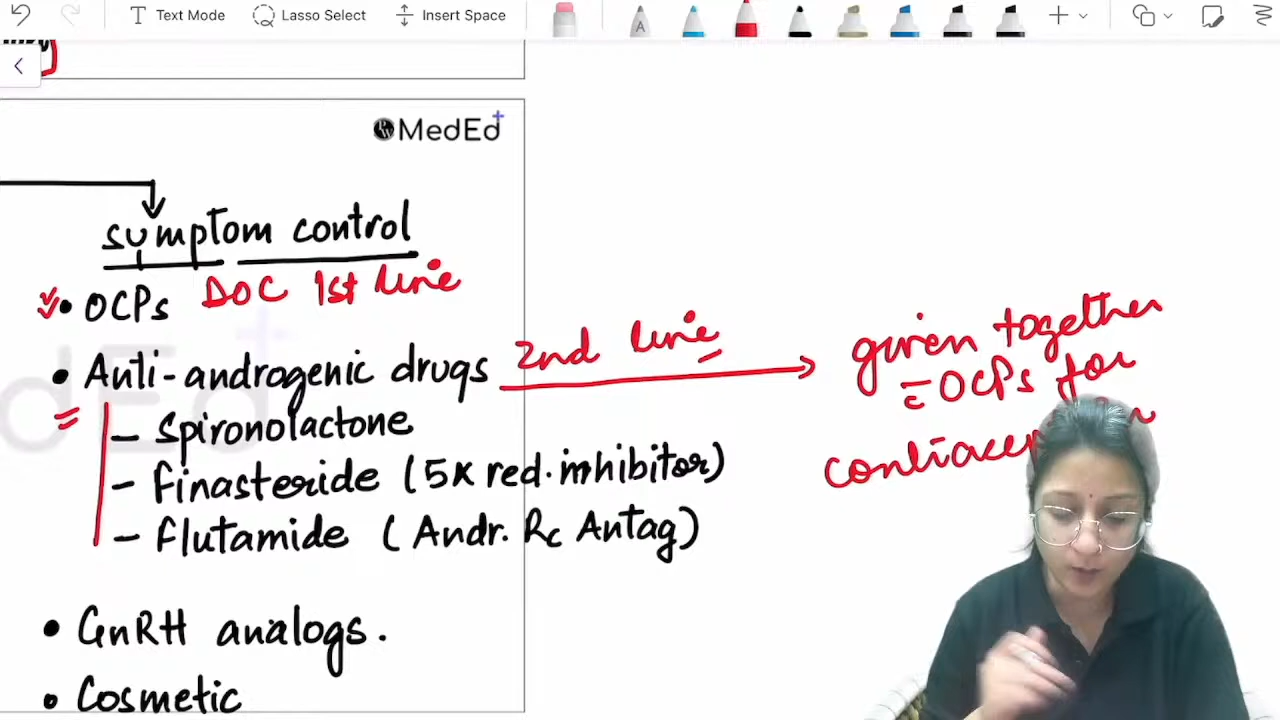 Text Mode Lasso Select Insert Space
MedEd
symptom control
• OCPs DOC 1st line
• Anti-androgenic drugs 2nd line → given together
c̄ OCPs for
– Spironolactone
– Finasteride (5α red. inhibitor)
– Flutamide (Andr. Rc Antag)
• GnRH analogs.
• Cosmetic